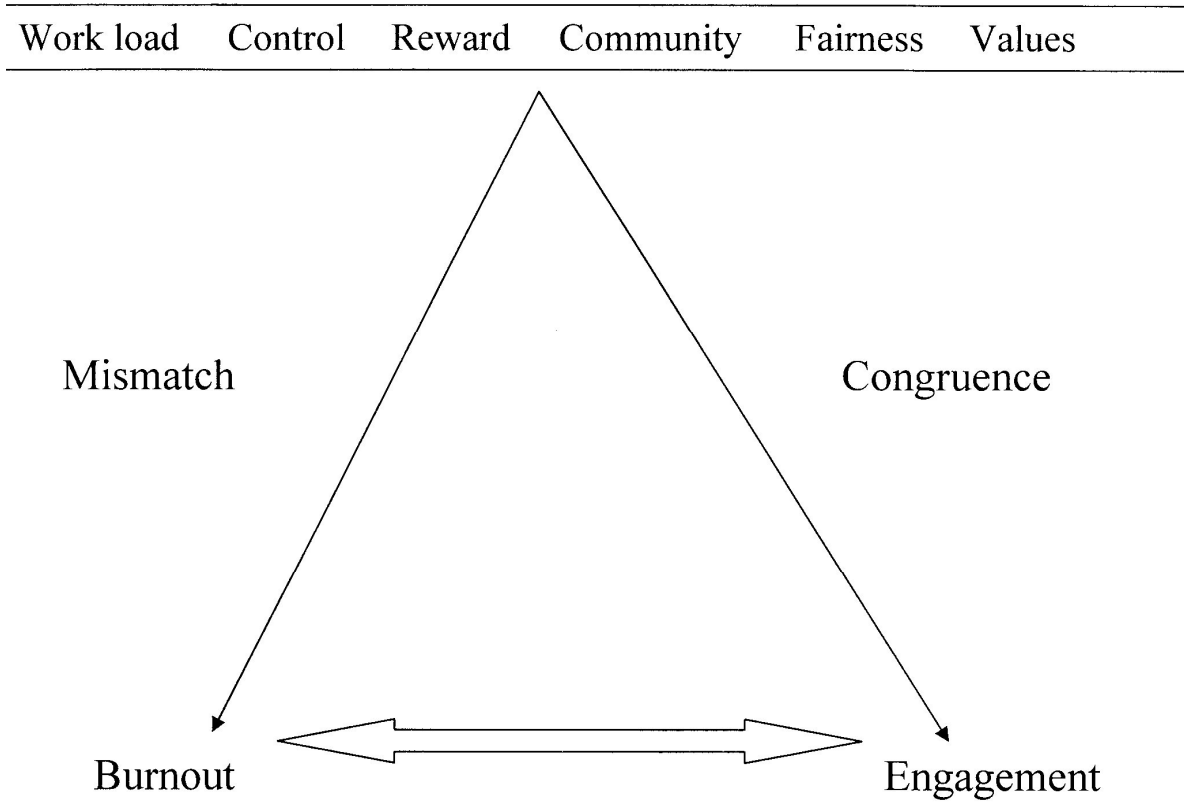 Work load Control Reward Community Fairness Values
Mismatch Congruence
Burnout Engagement